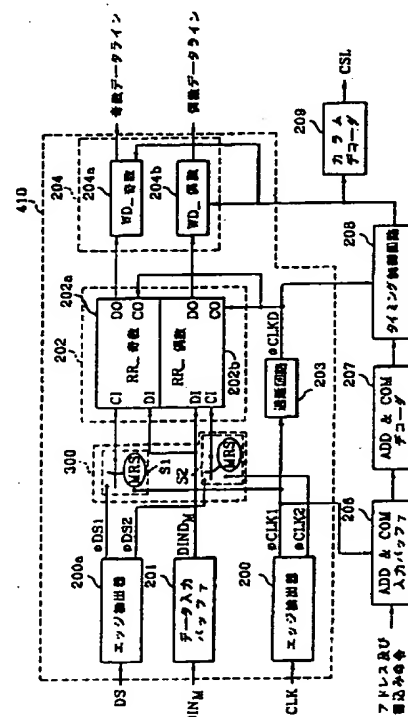 410
奇数データライン
偶数データライン
204
204a
WD_奇数
204b
WD_偶数
CSL
209
カラム
デコーダ
202
202a
CI
DO
RR_奇数
DI
CO
DI
DO
RR_偶数
CI
CO
202b
300
MRS
S1
S2
MRS
φDS1
φDS2
DIND_M
φCLK1
φCLK2
203
遅延回路
φCLKD
208
タイミング制御回路
200a
エッジ抽出器
201
データ入力
バッファ
200
エッジ抽出器
DS
DIN_M
CLK
206
ADD & COM
入力バッファ
207
ADD & COM
デコーダ
アドレス及び
書込み命令